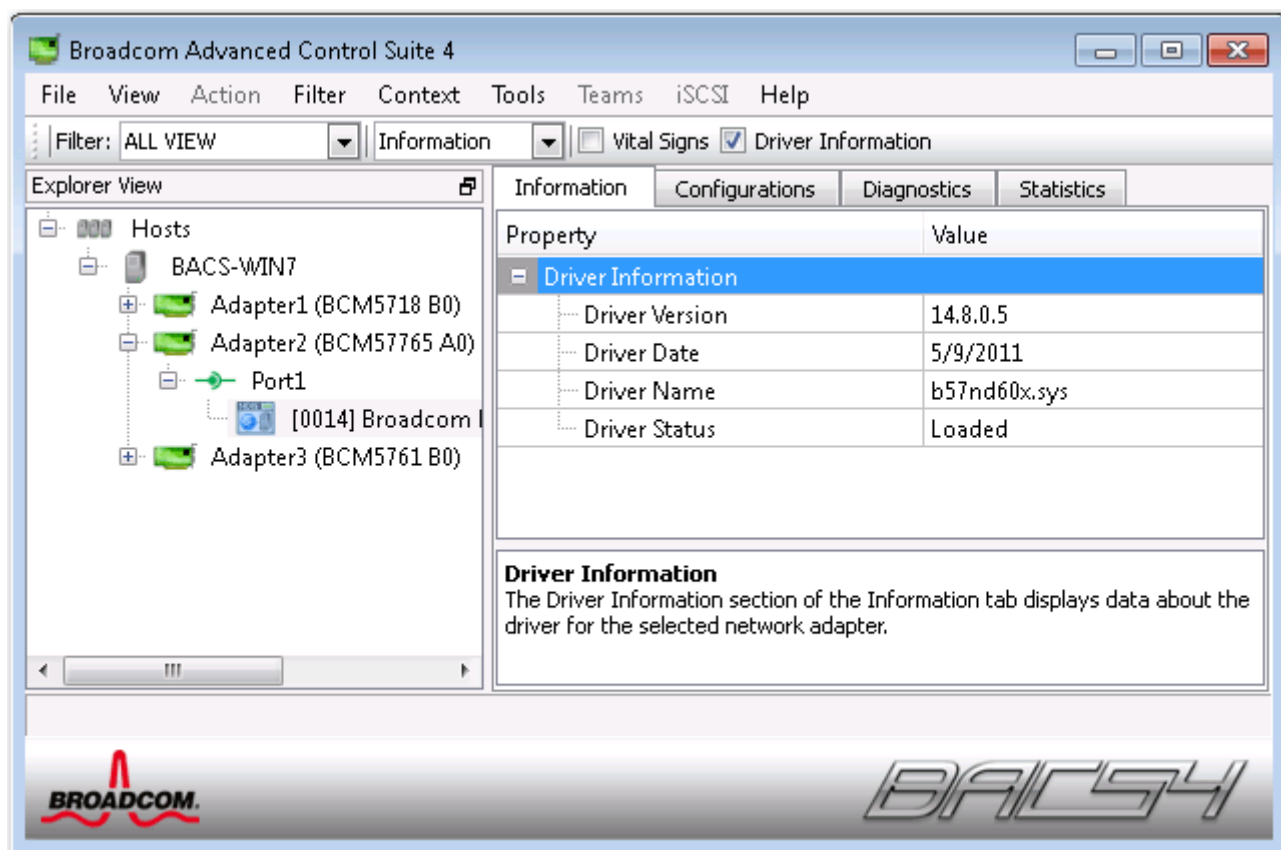 Broadcom Advanced Control Suite 4
File View Action Filter Context Tools Teams iSCSI Help
Filter: ALL VIEW Information Vital Signs Driver Information
Explorer View
Hosts
BACS-WIN7
Adapter1 (BCM5718 B0)
Adapter2 (BCM57765 A0)
Port1
[0014] Broadcom
Adapter3 (BCM5761 B0)
Information Configurations Diagnostics Statistics
Property Value
Driver Information
Driver Version 14.8.0.5
Driver Date 5/9/2011
Driver Name b57nd60x.sys
Driver Status Loaded
Driver Information
The Driver Information section of the Information tab displays data about the
driver for the selected network adapter.
BROADCOM.
BACS4